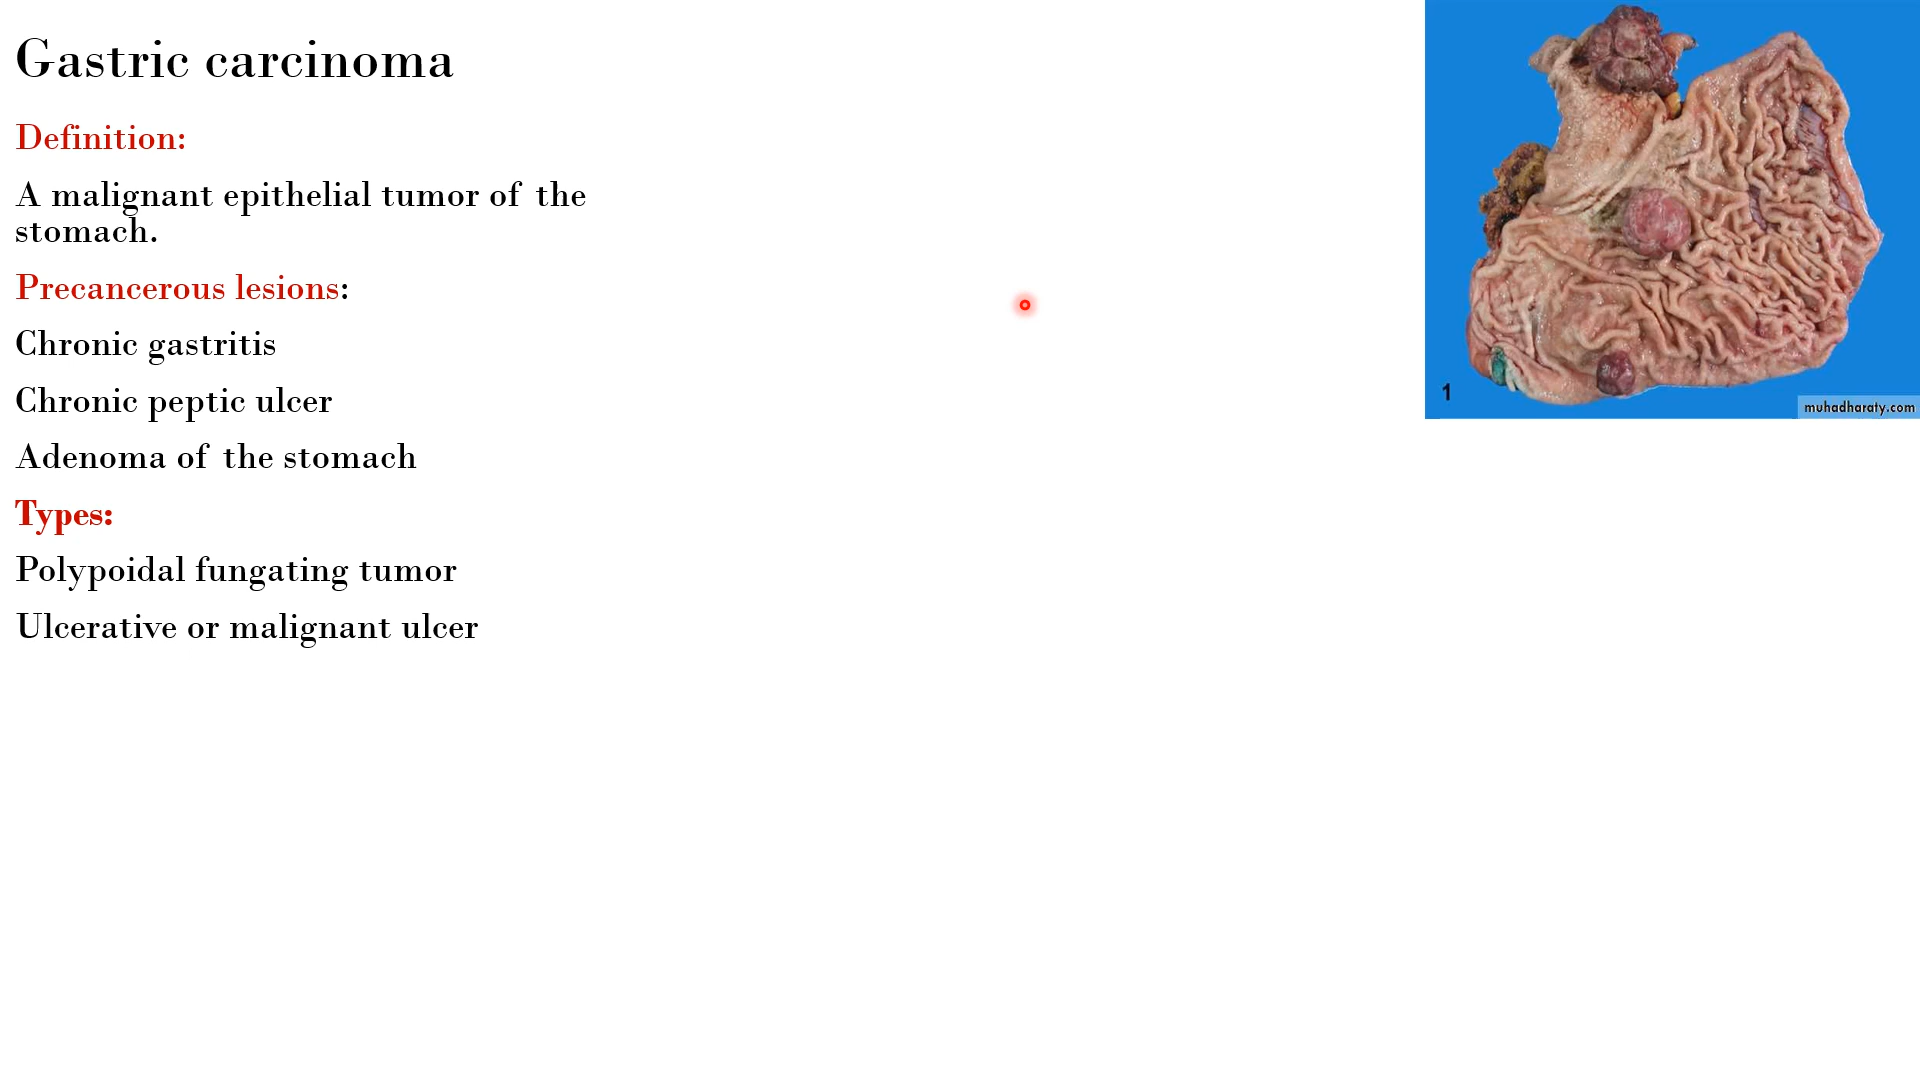 Gastric carcinoma
Definition:
A malignant epithelial tumor of the
stomach.
Precancerous lesions:
Chronic gastritis
Chronic peptic ulcer
Adenoma of the stomach
Types:
Polypoidal fungating tumor
Ulcerative or malignant ulcer
1
muhadharaty.com